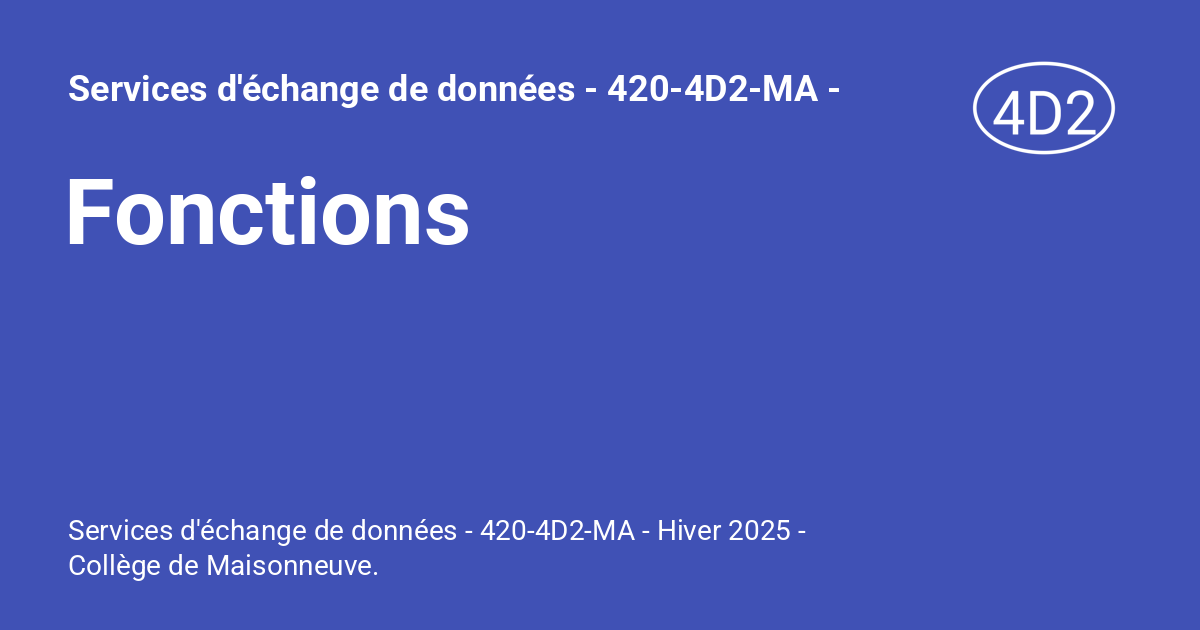 Services d'échange de données - 420-4D2-MA -
4D2
Fonctions
Services d'échange de données - 420-4D2-MA - Hiver 2025 -
Collège de Maisonneuve.